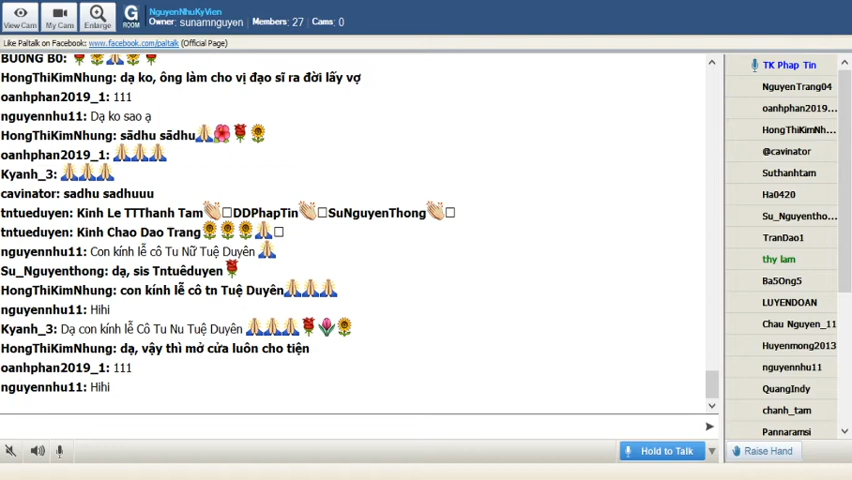 View Cam
My Cam
Enlarge
G
ROOM
NguyenNhuKyVien
Owner: sunamnguyen Members: 27 Cams: 0
Like Paltalk on Facebook: www.facebook.com/paltalk (Official Page)
BUONG BO:
HongThiKimNhung: dạ ko, ông làm cho vị đạo sĩ ra đời lấy vợ
oanhphan2019_1: 111
nguyennhu11: Dạ ko sao ạ
HongThiKimNhung: sādhu sādhu
oanhphan2019_1:
Kyanh_3:
cavinator: sadhu sadhuuu
tntueduyen: Kinh Le TTThanh Tam DDPhapTin SuNguyenThong
tntueduyen: Kinh Chao Dao Trang
nguyennhu11: Con kính lễ cô Tu Nữ Tuệ Duyên
Su_Nguyenthong: dạ, sis Tntuêduyen
HongThiKimNhung: con kính lễ cô tn Tuệ Duyên
nguyennhu11: Hihi
Kyanh_3: Dạ con kính lễ Cô Tu Nu Tuệ Duyên
HongThiKimNhung: dạ, vậy thì mở cửa luôn cho tiện
oanhphan2019_1: 111
nguyennhu11: Hihi
TK Phap Tin
NguyenTrang04
oanhphan2019...
HongThiKimNh...
@cavinator
Suthanhtam
Ha0420
Su_Nguyentho...
TranDao1
thy lam
Ba5Ong5
LUYENDOAN
Chau Nguyen_11
Huyenmong2013
nguyennhu11
QuangIndy
chanh_tam
Pannaramsi
Hold to Talk
Raise Hand